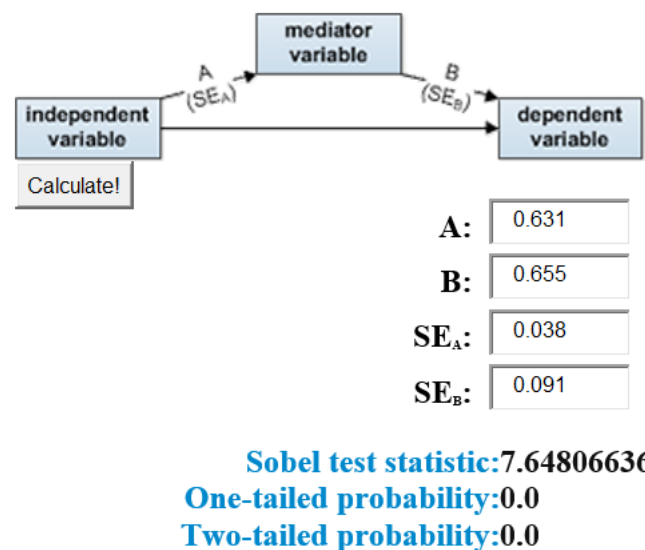 mediator
variable
A
(SEA)
B
(SEB)
independent
variable
dependent
variable
Calculate!
A: 0.631
B: 0.655
SEA: 0.038
SEB: 0.091
Sobel test statistic:7.64806636
One-tailed probability:0.0
Two-tailed probability:0.0